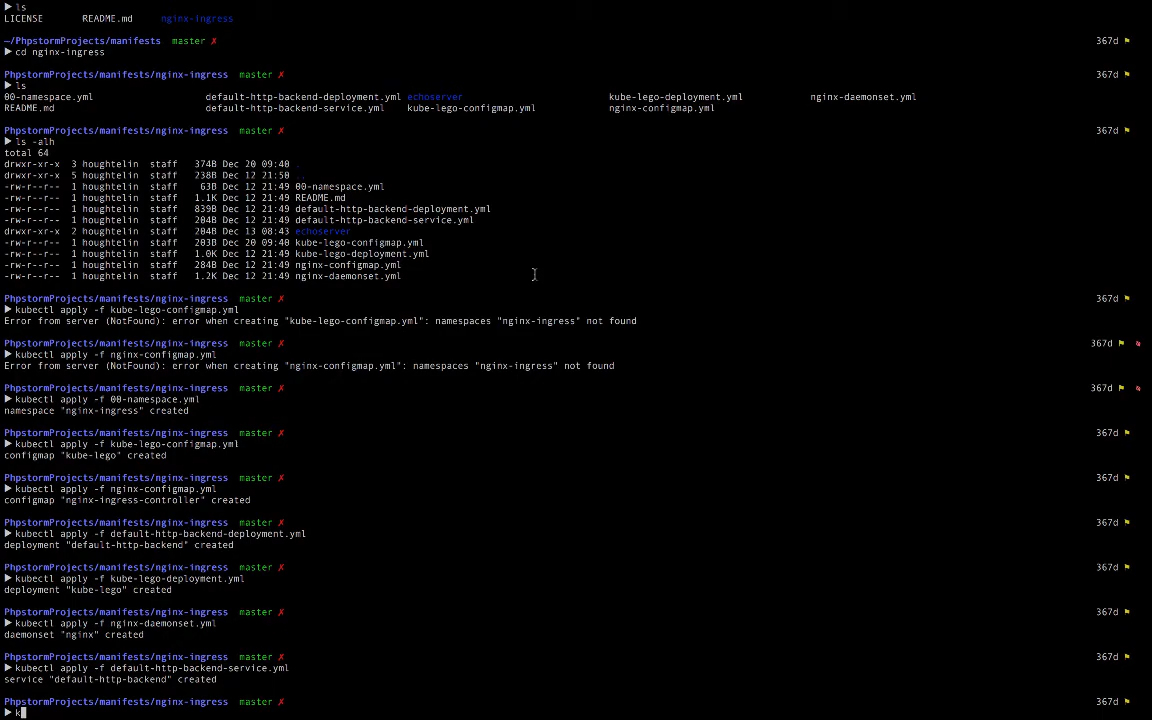 ▶ ls
LICENSE README.md nginx-ingress
~/PhpstormProjects/manifests master ✗ 367d ⚑
▶ cd nginx-ingress
PhpstormProjects/manifests/nginx-ingress master ✗ 367d ⚑
▶ ls
00-namespace.yml default-http-backend-deployment.yml echoserver kube-lego-deployment.yml nginx-daemonset.yml
README.md default-http-backend-service.yml kube-lego-configmap.yml nginx-configmap.yml
PhpstormProjects/manifests/nginx-ingress master ✗ 367d ⚑
▶ ls -alh
total 64
drwxr-xr-x 3 houghtelin staff 374B Dec 20 09:40 .
drwxr-xr-x 5 houghtelin staff 238B Dec 12 21:50 ..
-rw-r--r-- 1 houghtelin staff 63B Dec 12 21:49 00-namespace.yml
-rw-r--r-- 1 houghtelin staff 1.1K Dec 12 21:49 README.md
-rw-r--r-- 1 houghtelin staff 839B Dec 12 21:49 default-http-backend-deployment.yml
-rw-r--r-- 1 houghtelin staff 204B Dec 12 21:49 default-http-backend-service.yml
drwxr-xr-x 2 houghtelin staff 204B Dec 13 08:43 echoserver
-rw-r--r-- 1 houghtelin staff 203B Dec 20 09:40 kube-lego-configmap.yml
-rw-r--r-- 1 houghtelin staff 1.0K Dec 12 21:49 kube-lego-deployment.yml
-rw-r--r-- 1 houghtelin staff 284B Dec 12 21:49 nginx-configmap.yml
-rw-r--r-- 1 houghtelin staff 1.2K Dec 12 21:49 nginx-daemonset.yml
PhpstormProjects/manifests/nginx-ingress master ✗ 367d ⚑
▶ kubectl apply -f kube-lego-configmap.yml
Error from server (NotFound): error when creating "kube-lego-configmap.yml": namespaces "nginx-ingress" not found
PhpstormProjects/manifests/nginx-ingress master ✗ 367d ⚑
▶ kubectl apply -f nginx-configmap.yml
Error from server (NotFound): error when creating "nginx-configmap.yml": namespaces "nginx-ingress" not found
PhpstormProjects/manifests/nginx-ingress master ✗ 367d ⚑
▶ kubectl apply -f 00-namespace.yml
namespace "nginx-ingress" created
PhpstormProjects/manifests/nginx-ingress master ✗ 367d ⚑
▶ kubectl apply -f kube-lego-configmap.yml
configmap "kube-lego" created
PhpstormProjects/manifests/nginx-ingress master ✗ 367d ⚑
▶ kubectl apply -f nginx-configmap.yml
configmap "nginx-ingress-controller" created
PhpstormProjects/manifests/nginx-ingress master ✗ 367d ⚑
▶ kubectl apply -f default-http-backend-deployment.yml
deployment "default-http-backend" created
PhpstormProjects/manifests/nginx-ingress master ✗ 367d ⚑
▶ kubectl apply -f kube-lego-deployment.yml
deployment "kube-lego" created
PhpstormProjects/manifests/nginx-ingress master ✗ 367d ⚑
▶ kubectl apply -f nginx-daemonset.yml
daemonset "nginx" created
PhpstormProjects/manifests/nginx-ingress master ✗ 367d ⚑
▶ kubectl apply -f default-http-backend-service.yml
service "default-http-backend" created
PhpstormProjects/manifests/nginx-ingress master ✗ 367d ⚑
▶ k